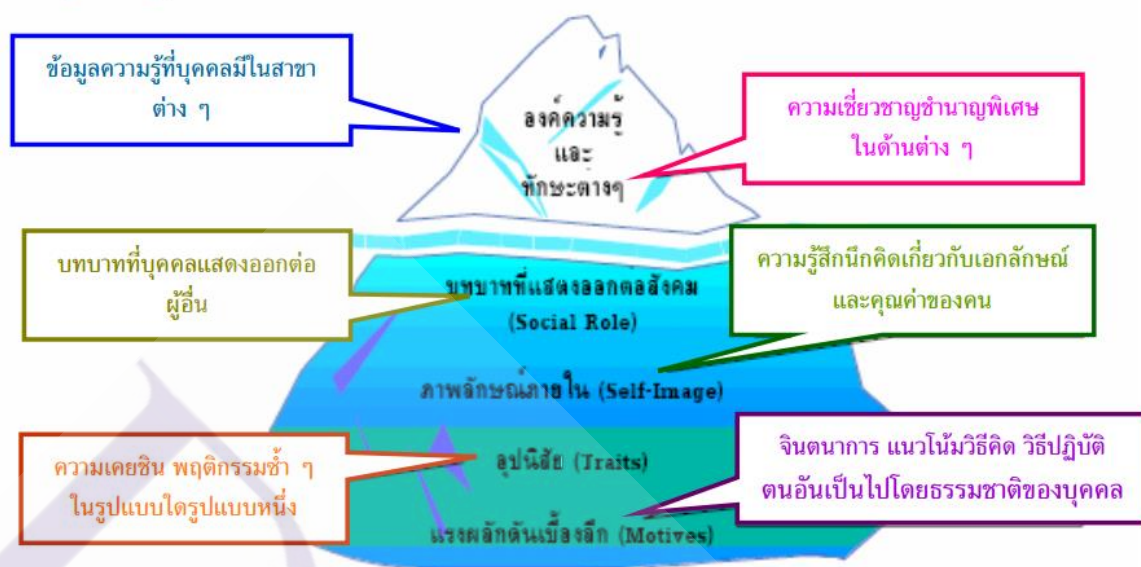 ข้อมูลความรู้ที่บุคคลมีในสาขา
ต่าง ๆ
องค์ความรู้
และ
ทักษะต่างๆ
ความเชี่ยวชาญชำนาญพิเศษ
ในด้านต่าง ๆ
บทบาทที่บุคคลแสดงออกต่อ
ผู้อื่น
บทบาทที่แสดงออกต่อสังคม
(Social Role)
ความรู้สึกนึกคิดเกี่ยวกับเอกลักษณ์
และคุณค่าของคน
ภาพลักษณ์ภายใน (Self-Image)
ความเคยชิน พฤติกรรมซ้ำ ๆ
ในรูปแบบใดรูปแบบหนึ่ง
อุปนิสัย (Traits)
จินตนาการ แนวโน้มวิธีคิด วิธีปฏิบัติ
ตนอันเป็นไปโดยธรรมชาติของบุคคล
แรงผลักดันเบื้องลึก (Motives)